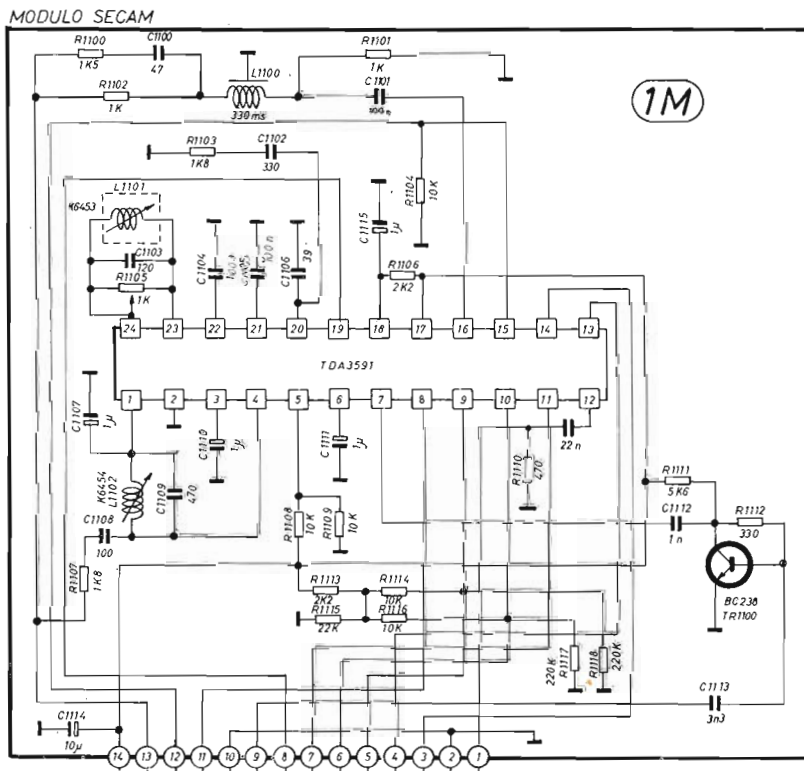 MODULO SECAM
R1100
1K5
C1100
47
L1100
330 ms
R1101
1K
C1101
100n
R1102
1K
1M
R1103
1K8
C1102
330
R1104
10K
L1101
K6453
C1103
120
R1105
1K
C1104
C1105
100n
C1106
39
C1115
1µ
R1106
2K2
24 23 22 21 20 19 18 17 16 15 14 13
TDA3591
1 2 3 4 5 6 7 8 9 10 11 12
C1107
1µ
C1110
1µ
C1111
1µ
22n
R1110
470
K6454
L1102
C1109
470
C1108
100
R1107
1K8
R1108
10K
R1109
10K
R1111
5K6
C1112
1n
R1112
330
BC238
TR1100
R1113
2K2
R1114
10K
R1115
22K
R1116
10K
R1117
220K
R1118
220K
C1113
3n3
C1114
10µ
14 13 12 11 10 9 8 7 6 5 4 3 2 1